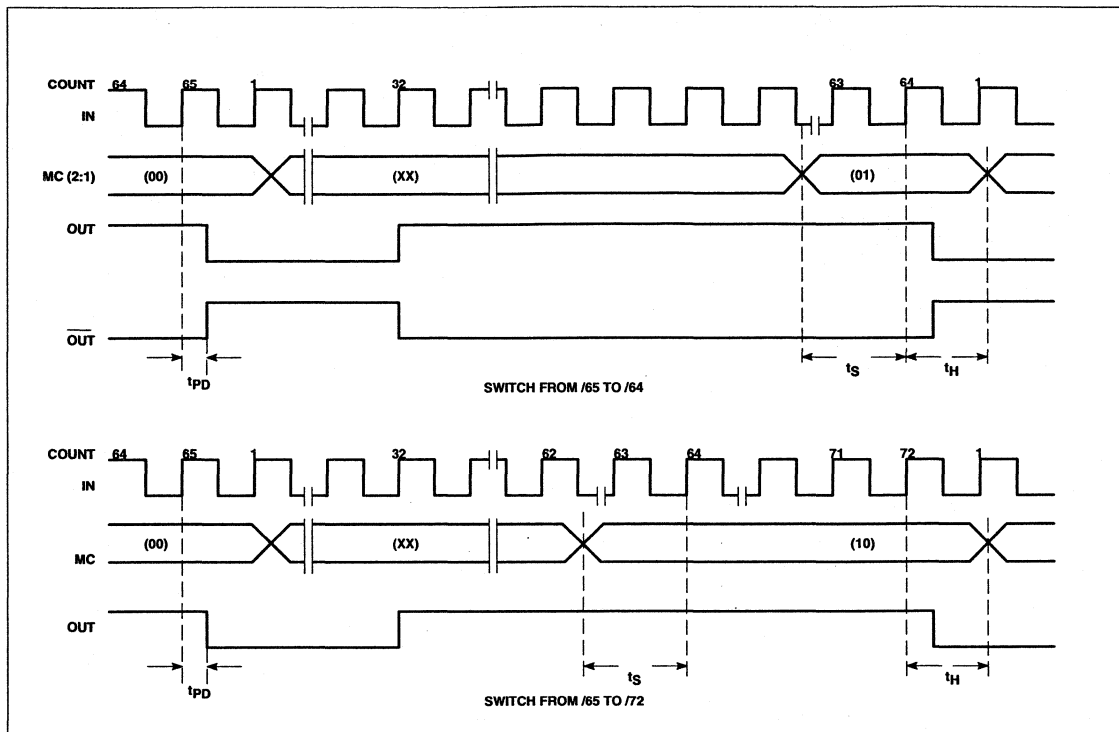 COUNT 64 65 1 32 63 64 1
IN
MC (2:1) (00) (XX) (01)
OUT
OUT
tPD tS tH
SWITCH FROM /65 TO /64
COUNT 64 65 1 32 62 63 64 71 72 1
IN
MC (00) (XX) (10)
OUT
tPD tS tH
SWITCH FROM /65 TO /72